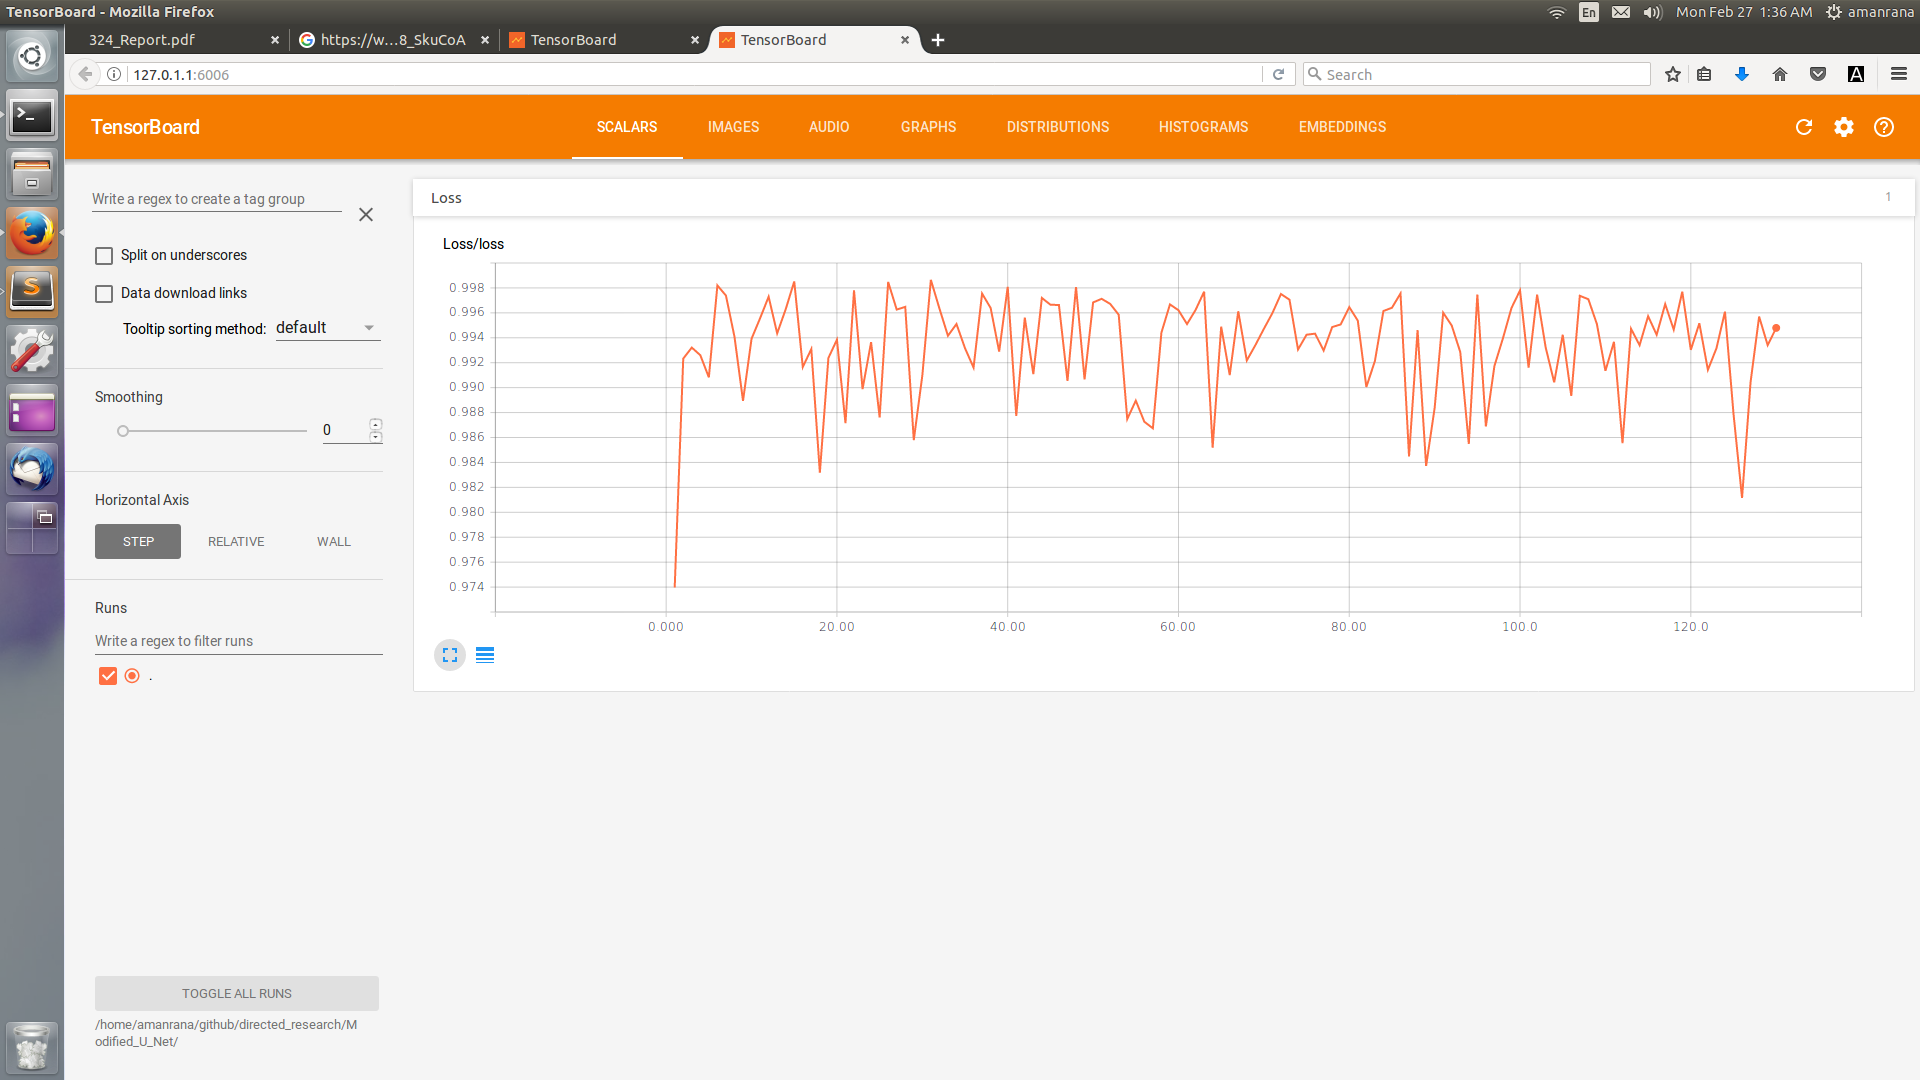 TensorBoard - Mozilla Firefox
En
Mon Feb 27 1:36 AM
amanrana
324_Report.pdf
https://w...8_SkuCoA
TensorBoard
TensorBoard
127.0.1.1:6006
Search
TensorBoard
SCALARS
IMAGES
AUDIO
GRAPHS
DISTRIBUTIONS
HISTOGRAMS
EMBEDDINGS
Write a regex to create a tag group
Split on underscores
Data download links
Tooltip sorting method: default
Smoothing
0
Horizontal Axis
STEP
RELATIVE
WALL
Runs
Write a regex to filter runs
.
TOGGLE ALL RUNS
/home/amanrana/github/directed_research/M
odified_U_Net/
Loss
1
Loss/loss
0.998
0.996
0.994
0.992
0.990
0.988
0.986
0.984
0.982
0.980
0.978
0.976
0.974
0.000
20.00
40.00
60.00
80.00
100.0
120.0